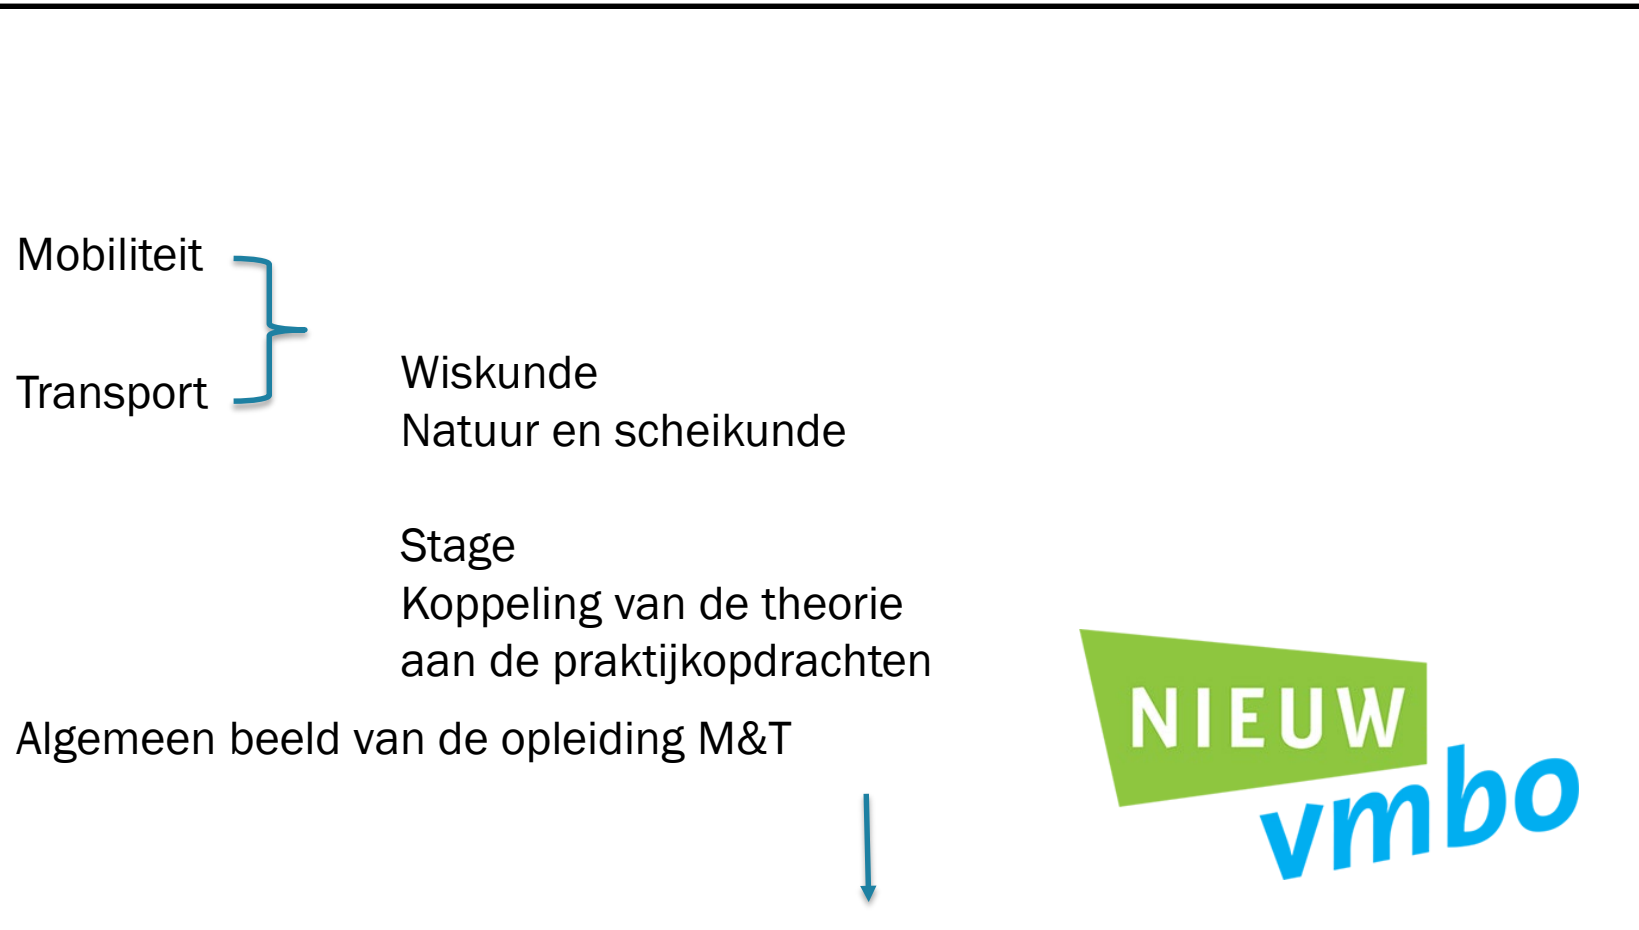 Mobiliteit
Transport
Wiskunde
Natuur en scheikunde
Stage
Koppeling van de theorie
aan de praktijkopdrachten
Algemeen beeld van de opleiding M&T
NIEUW
vmbo